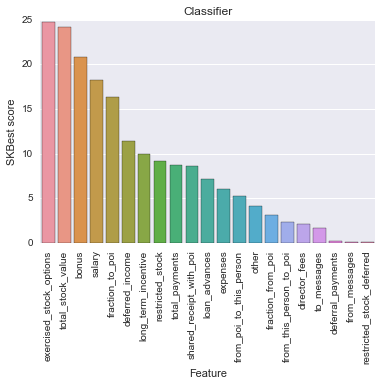 Classifier
SKBest score
25
20
15
10
5
0
exercised_stock_options
total_stock_value
bonus
salary
fraction_to_poi
deferred_income
long_term_incentive
restricted_stock
total_payments
shared_receipt_with_poi
loan_advances
expenses
from_poi_to_this_person
other
fraction_from_poi
from_this_person_to_poi
director_fees
to_messages
deferral_payments
from_messages
restricted_stock_deferred
Feature